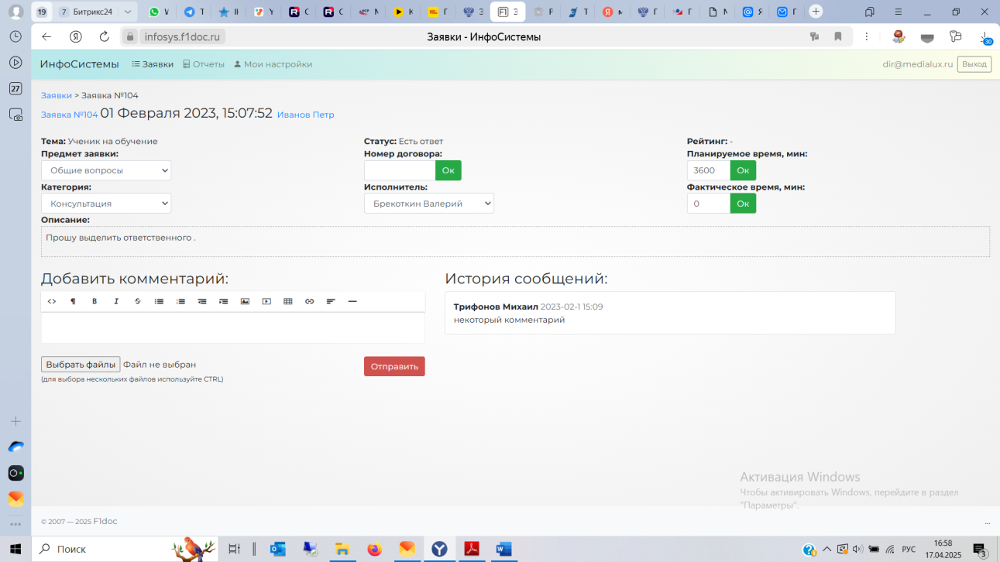 19 7 Битрикс24 W Т Y С С М К Г З З F Т м Г Г М Я Г
infosys.f1doc.ru Заявки - ИнфоСистемы 30
27
ИнфоСистемы Заявки Отчеты Мои настройки dir@medialux.ru Выход
Заявки > Заявка №104
Заявка №104 01 Февраля 2023, 15:07:52 Иванов Петр
Тема: Ученик на обучение Статус: Есть ответ Рейтинг: -
Предмет заявки: Номер договора: Планируемое время, мин:
Общие вопросы Ок 3600 Ок
Категория: Исполнитель: Фактическое время, мин:
Консультация Брекоткин Валерий 0 Ок
Описание:
Прошу выделить ответственного .
Добавить комментарий: История сообщений:
Трифонов Михаил 2023-02-1 15:09
некоторый комментарий
Выбрать файлы Файл не выбран Отправить
(для выбора нескольких файлов используйте CTRL)
Активация Windows
Чтобы активировать Windows, перейдите в раздел
"Параметры".
© 2007 — 2025 F1doc ...
Поиск РУС 16:58
17.04.2025 3